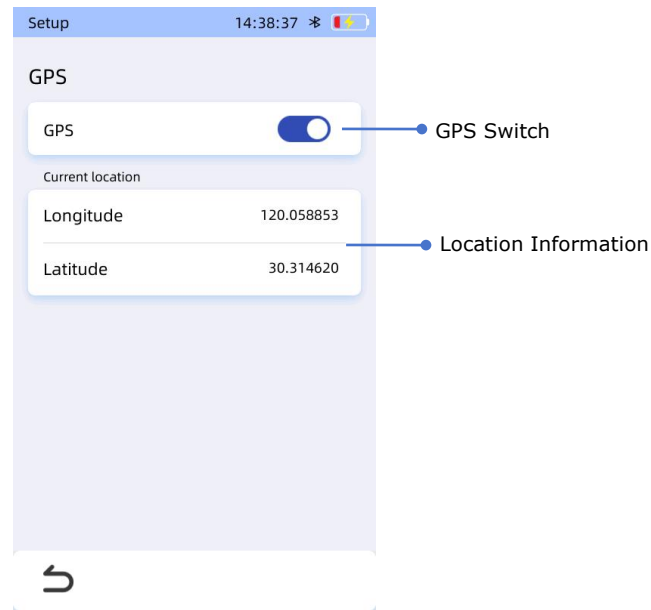 Setup 14:38:37
GPS
GPS
GPS Switch
Current location
Longitude 120.058853
Location Information
Latitude 30.314620